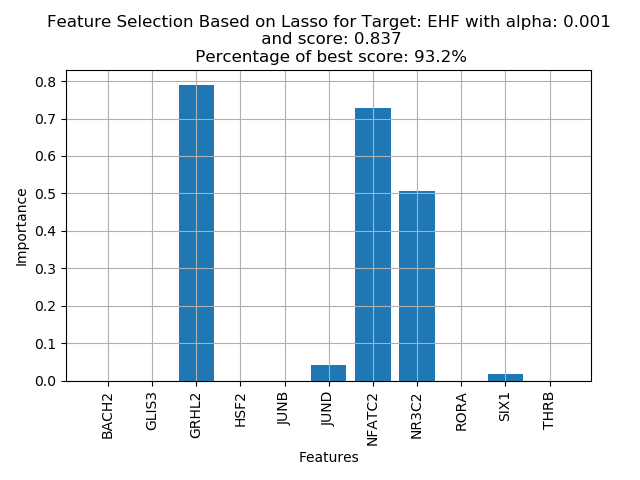 Feature Selection Based on Lasso for Target: EHF with alpha: 0.001
and score: 0.837
Percentage of best score: 93.2%
0.8
0.7
0.6
0.5
0.4
0.3
0.2
0.1
0.0
Importance
BACH2
GLIS3
GRHL2
HSF2
JUNB
JUND
NFATC2
NR3C2
RORA
SIX1
THRB
Features